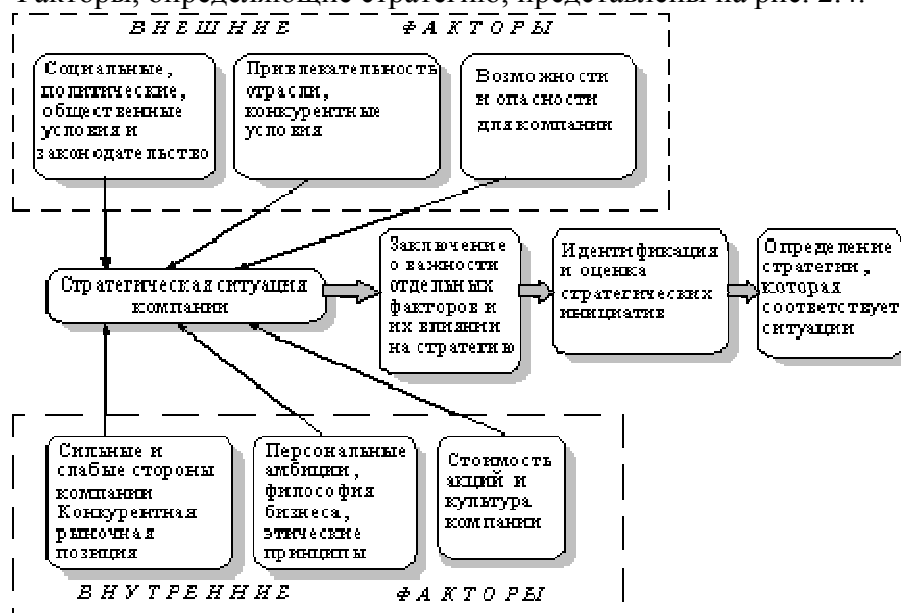 Факторы, определяющие стратегию, представлены на рис. 2.4.
ВНЕШНИЕ ФАКТОРЫ
Социальные,
политические,
общественные
условия и
законодательство
Привлекательность
отрасли,
конкурентные
условия
Возможности
и опасности
для компании
Стратегическая ситуация
компании
Заключение
о важности
отдельных
факторов и
их влиянии
на стратегию
Идентификация
и оценка
стратегических
инициатив
Определение
стратегии,
которая
соответствует
ситуации
Сильные и
слабые стороны
компании
Конкурентная
рыночная
позиция
Персональные
амбиции,
философия
бизнеса,
этические
принципы
Стоимость
акций и
культура
компании
ВНУТРЕННИЕ ФАКТОРЫ